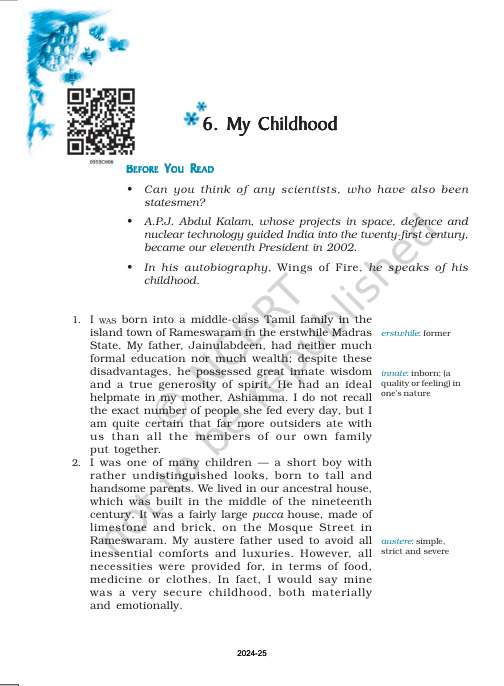 0959CH06
6. My Childhood
BEFORE YOU READ
• Can you think of any scientists, who have also been
statesmen?
• A.P.J. Abdul Kalam, whose projects in space, defence and
nuclear technology guided India into the twenty-first century,
became our eleventh President in 2002.
• In his autobiography, Wings of Fire, he speaks of his
childhood.
1. I WAS born into a middle-class Tamil family in the
island town of Rameswaram in the erstwhile Madras
State. My father, Jainulabdeen, had neither much
formal education nor much wealth; despite these
disadvantages, he possessed great innate wisdom
and a true generosity of spirit. He had an ideal
helpmate in my mother, Ashiamma. I do not recall
the exact number of people she fed every day, but I
am quite certain that far more outsiders ate with
us than all the members of our own family
put together.
erstwhile: former
innate: inborn; (a
quality or feeling) in
one's nature
2. I was one of many children — a short boy with
rather undistinguished looks, born to tall and
handsome parents. We lived in our ancestral house,
which was built in the middle of the nineteenth
century. It was a fairly large pucca house, made of
limestone and brick, on the Mosque Street in
Rameswaram. My austere father used to avoid all
inessential comforts and luxuries. However, all
necessities were provided for, in terms of food,
medicine or clothes. In fact, I would say mine
was a very secure childhood, both materially
and emotionally.
austere: simple,
strict and severe
© NCERT
not to be republished
2024-25